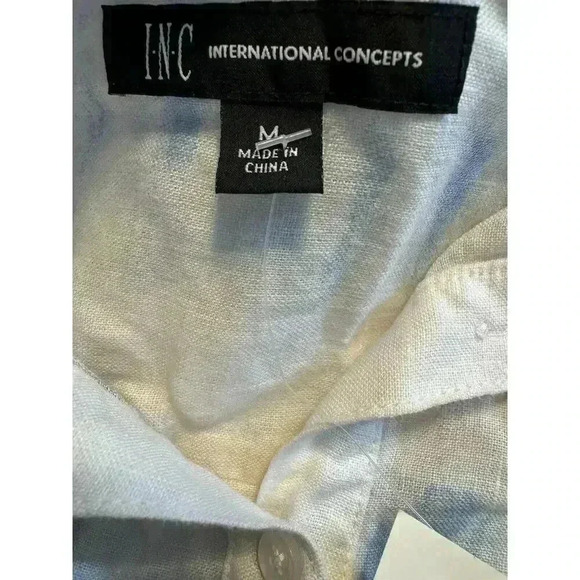 I·N·C INTERNATIONAL CONCEPTS
M
MADE IN
CHINA